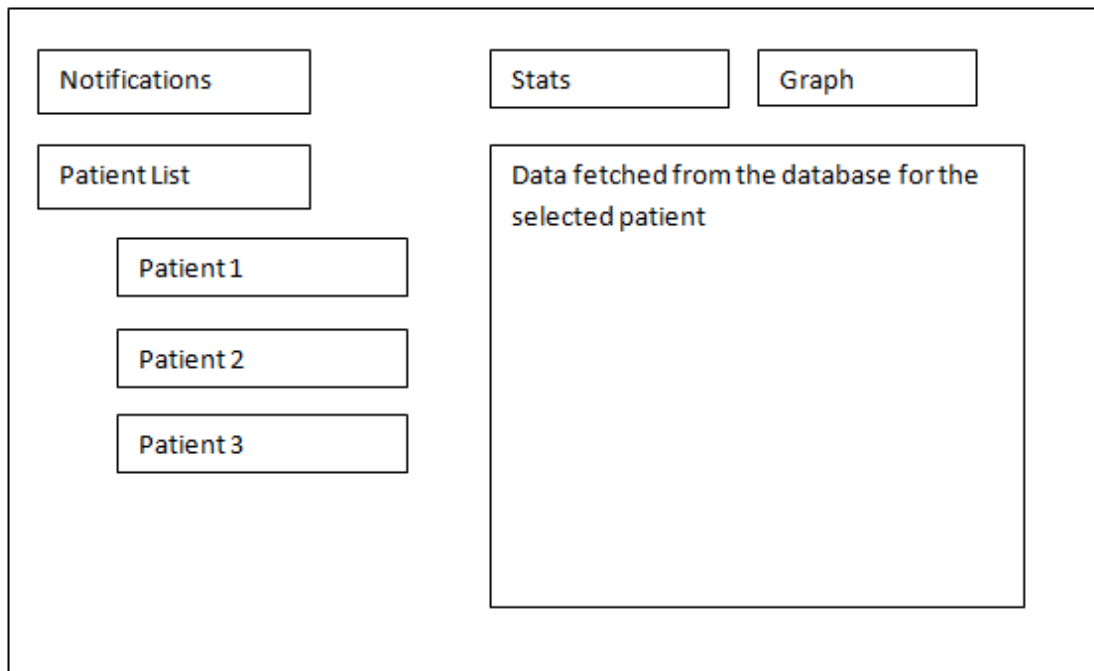 Notifications
Stats
Graph
Patient List
Patient 1
Patient 2
Patient 3
Data fetched from the database for the
selected patient